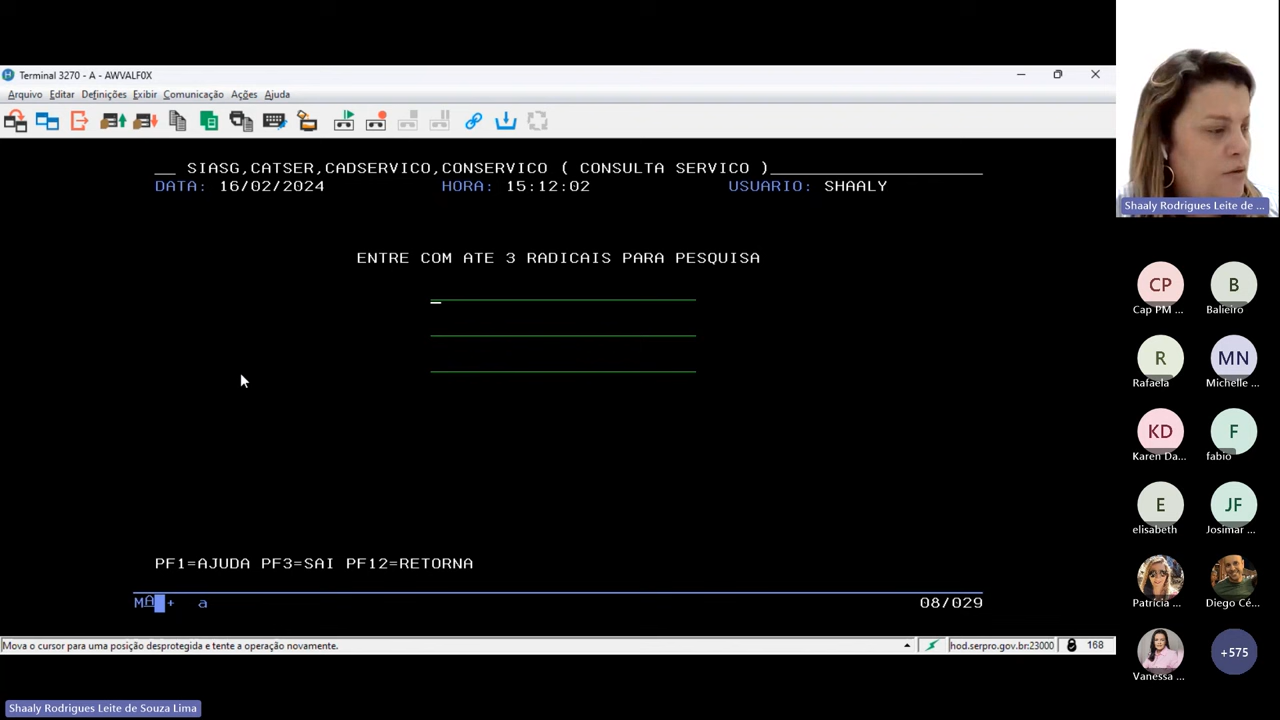 Terminal 3270 - A - AWVALF0X
Arquivo Editar Definições Exibir Comunicação Ações Ajuda
__ SIASG,CATSER,CADSERVICO,CONSERVICO ( CONSULTA SERVICO )____________________
DATA: 16/02/2024 HORA: 15:12:02 USUARIO: SHAALY
ENTRE COM ATE 3 RADICAIS PARA PESQUISA
PF1=AJUDA PF3=SAI PF12=RETORNA
MA + a 08/029
Mova o cursor para uma posição desprotegida e tente a operação novamente. hod.serpro.gov.br:23000 168
Shaaly Rodrigues Leite de Souza Lima
Shaaly Rodrigues Leite de ...
CP B
Cap PM ... Balieiro
R MN
Rafaela Michelle ...
KD F
Karen Da... fabio
E JF
elisabeth Josimar ...
Patrícia ... Diego Cé...
+575
Vanessa ...